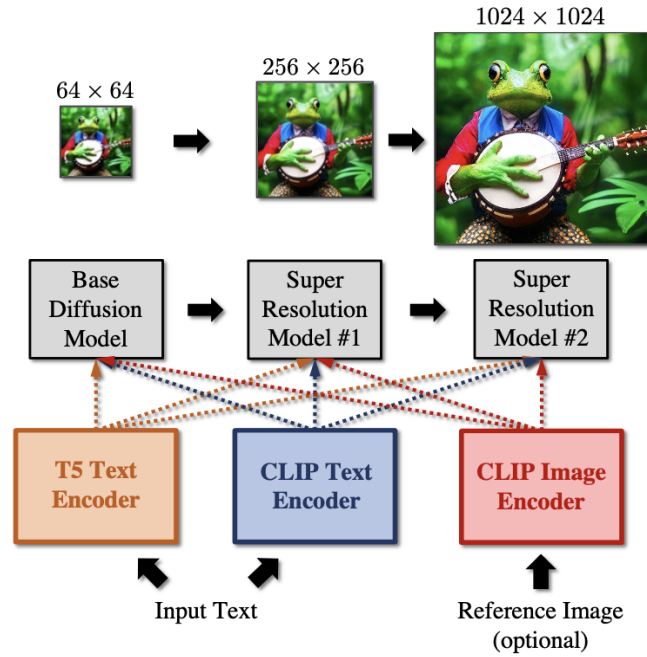 1024 × 1024
256 × 256
64 × 64
Base
Diffusion
Model
Super
Resolution
Model #1
Super
Resolution
Model #2
T5 Text
Encoder
CLIP Text
Encoder
CLIP Image
Encoder
Input Text
Reference Image
(optional)